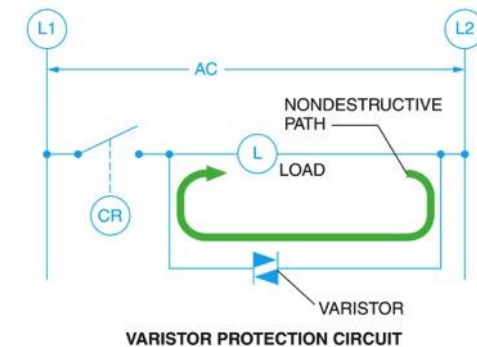 L1
L2
AC
NONDESTRUCTIVE
PATH
L
LOAD
CR
VARISTOR
VARISTOR PROTECTION CIRCUIT